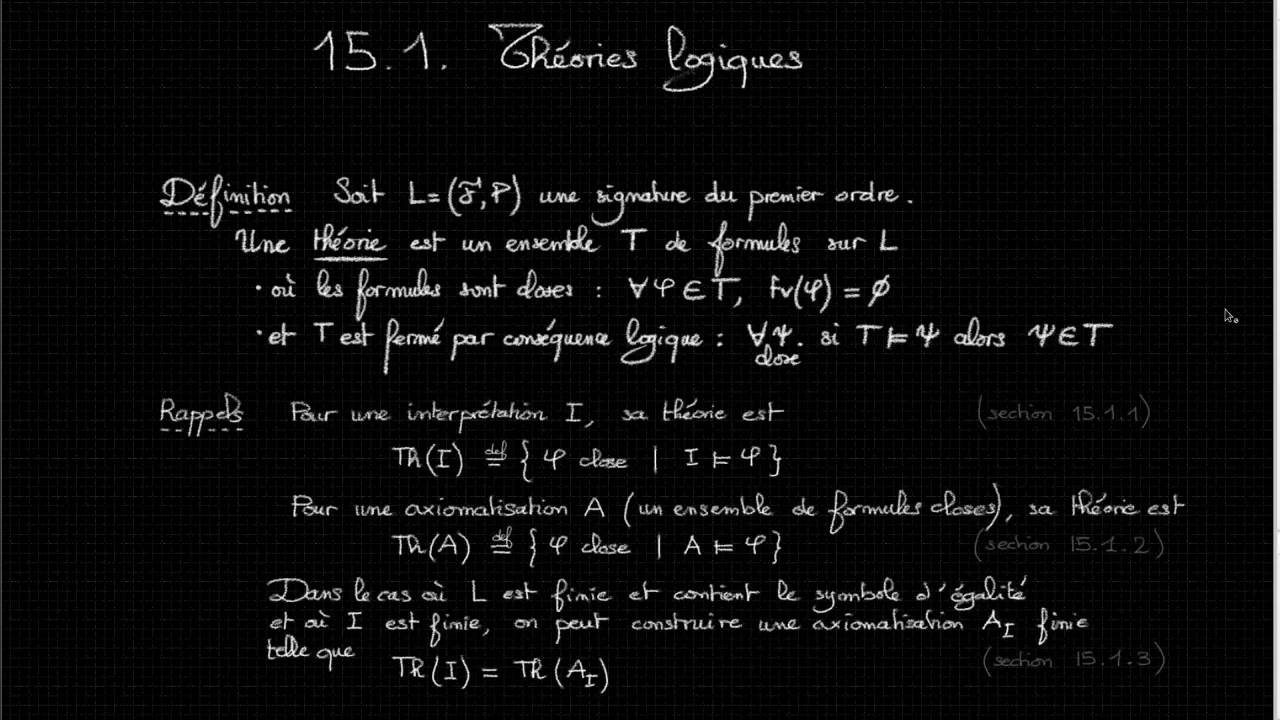 15.1. Théories logiques
Définition Soit L=(F,P) une signature du premier ordre.
Une théorie est un ensemble T de formules sur L
• où les formules sont closes : ∀φ∈T, fv(φ) = ∅
• et T est fermé par conséquence logique : ∀ψ. si T⊨ψ alors ψ∈T
close
Rappels Pour une interprétation I, sa théorie est (section 15.1.1)
Th(I) def= { φ close | I ⊨ φ }
Pour une axiomatisation A (un ensemble de formules closes), sa théorie est
Th(A) def= { φ close | A ⊨ φ } (section 15.1.2)
Dans le cas où L est finie et contient le symbole d'égalité
et où I est finie, on peut construire une axiomatisation A_I finie
telle que
Th(I) = Th(A_I) (section 15.1.3)